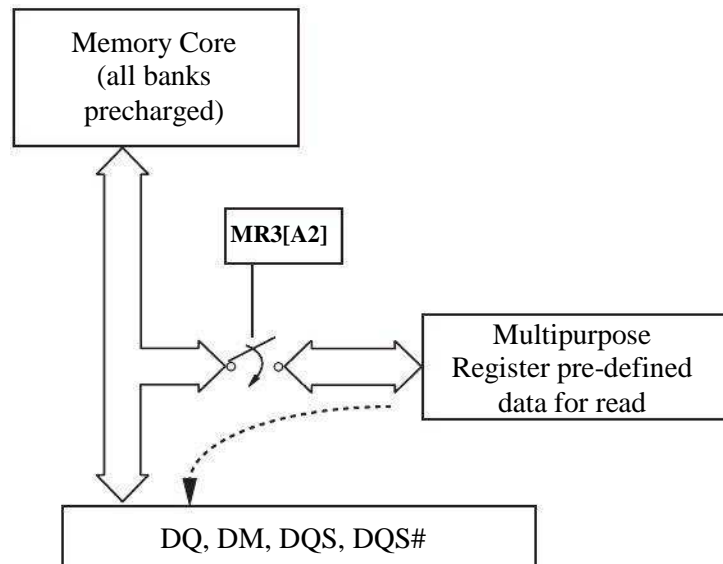 Memory Core
(all banks
precharged)
MR3[A2]
Multipurpose
Register pre-defined
data for read
DQ, DM, DQS, DQS#